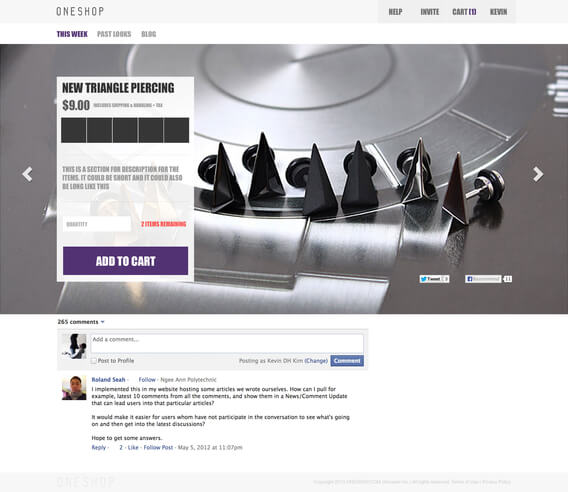 ONESHOP
HELP INVITE CART (1) KEVIN
THIS WEEK PAST LOOKS BLOG
NEW TRIANGLE PIERCING
$9.00 INCLUDES SHIPPING & HANDLING + TAX
THIS IS A SECTION FOR DESCRIPTION FOR THE
ITEMS. IT COULD BE SHORT AND IT COULD ALSO
BE LONG LIKE THIS
QUANTITY 2 ITEMS REMAINING
ADD TO CART
Tweet Recommend 11
265 comments
Add a comment...
Post to Profile Posting as Kevin DH Kim (Change) Comment
Roland Seah · Follow · Ngee Ann Polytechnic
I implemented this in my website hosting some articles we wrote ourselves. How can I pull for
example, latest 10 comments from all the comments, and show them in a News/Comment Update
that can lead users into that particular articles?
It would make it easier for users whom have not participate in the conversation to see what's going
on and then get into the latest discussions?
Hope to get some answers.
Reply · 2 · Like · Follow Post · May 5, 2012 at 11:07pm
ONESHOP
All rights reserved. Terms of Use | Privacy Policy